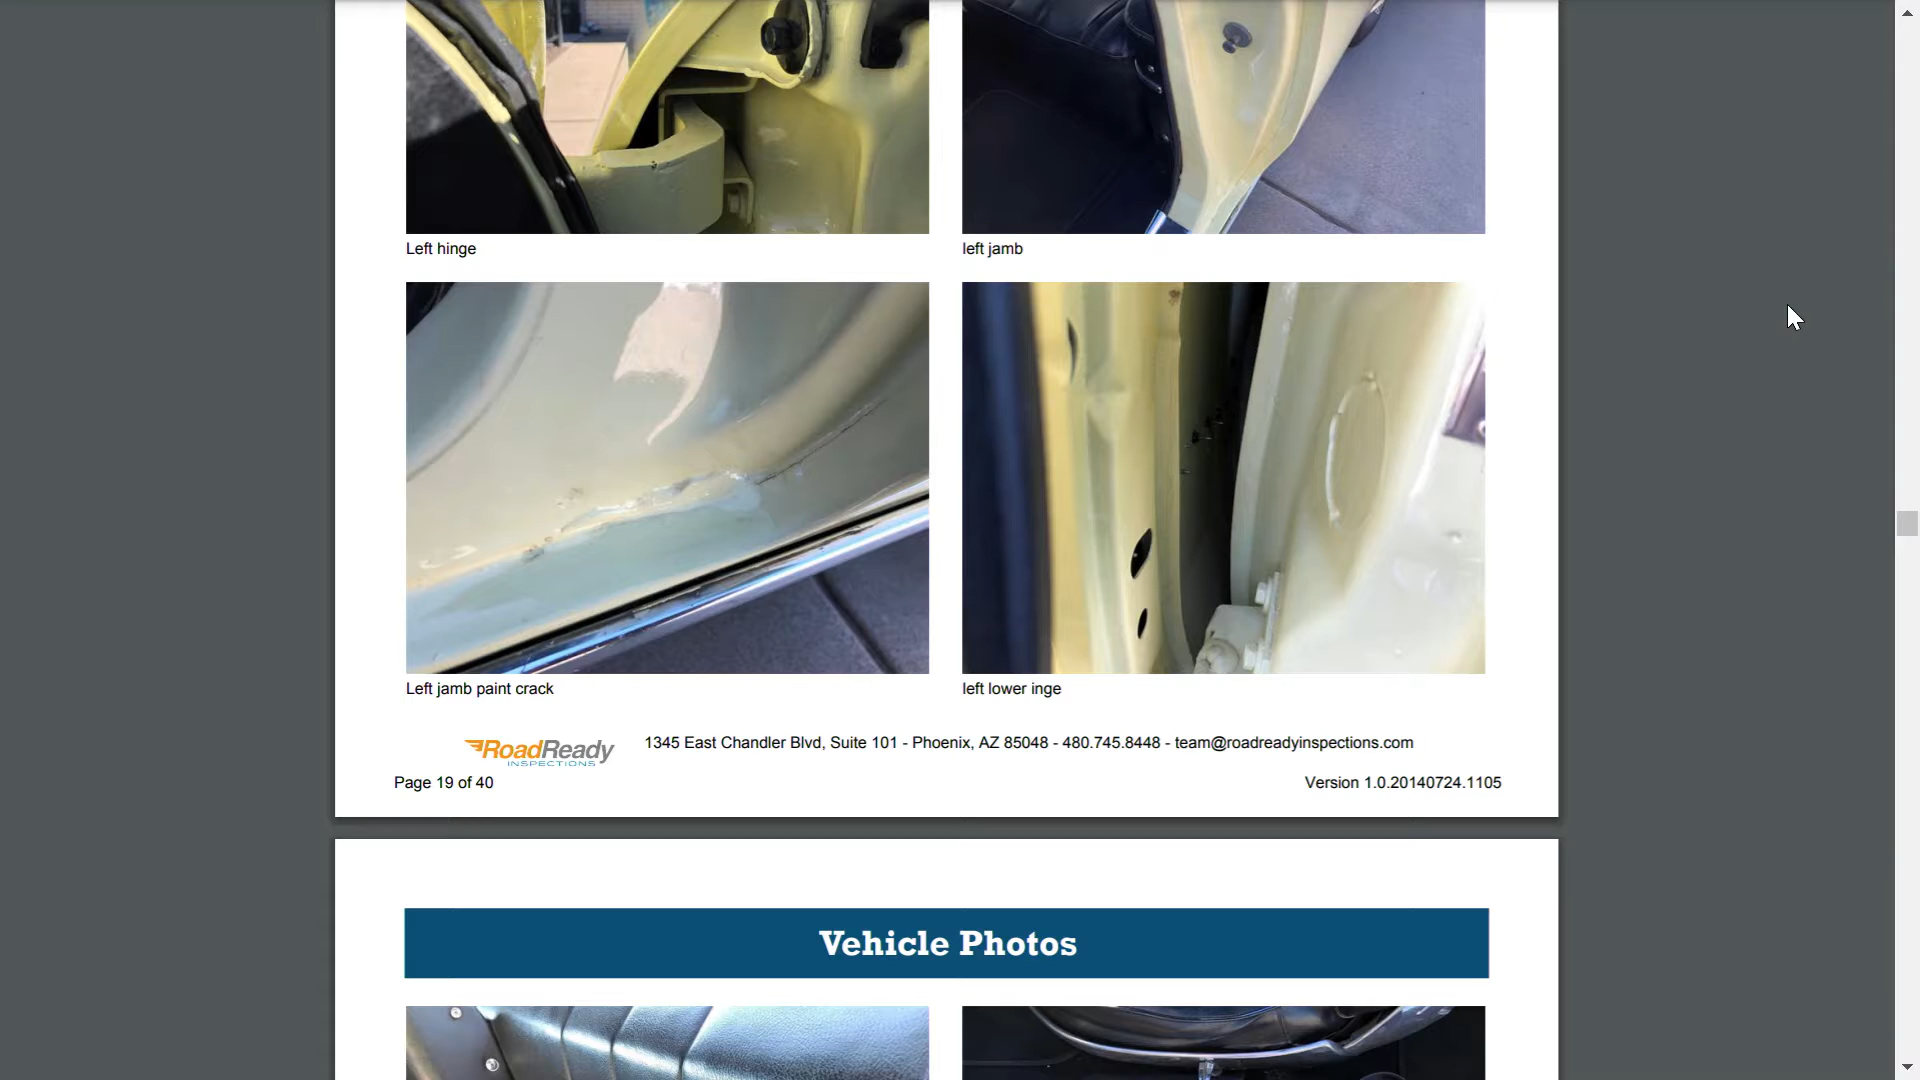 Left hinge
left jamb
Left jamb paint crack
left lower inge
RoadReady
INSPECTIONS
1345 East Chandler Blvd, Suite 101 - Phoenix, AZ 85048 - 480.745.8448 - team@roadreadyinspections.com
Page 19 of 40
Version 1.0.20140724.1105
Vehicle Photos